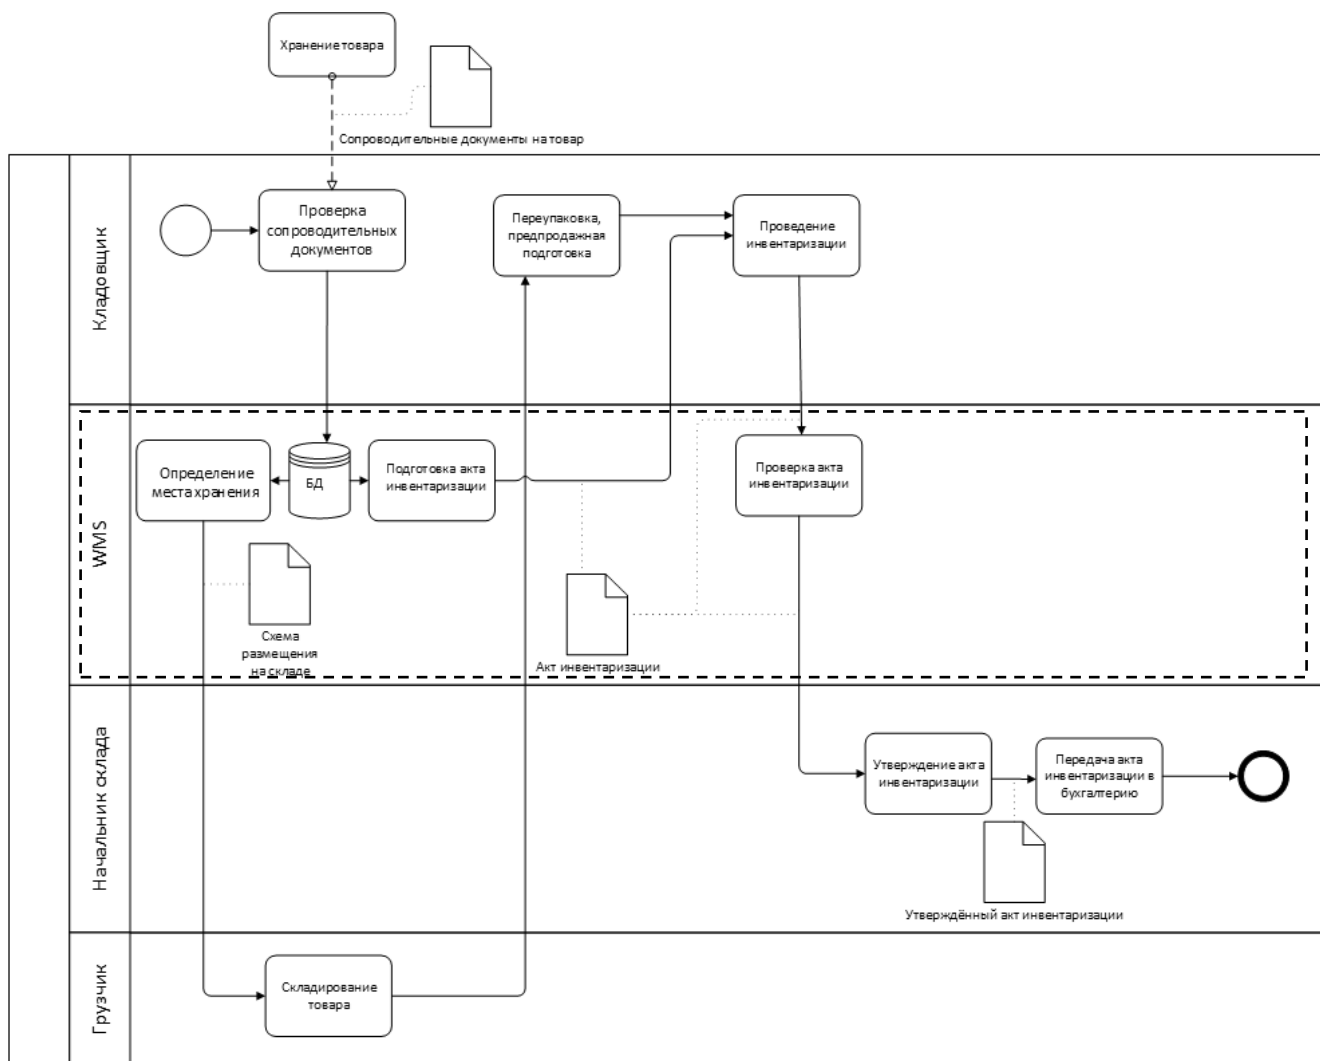 Хранение товара
Сопроводительные документы на товар
Кладовщик
Проверка
сопроводительных
документов
Переупаковка,
предпродажная
подготовка
Проведение
инвентаризации
WMS
Определение
места хранения
БД
Подготовка акта
инвентаризации
Проверка акта
инвентаризации
Схема
размещения
на складе
Акт инвентаризации
Начальник склада
Утверждение акта
инвентаризации
Передача акта
инвентаризации в
бухгалтерию
Утверждённый акт инвентаризации
Грузчик
Складирование
товара